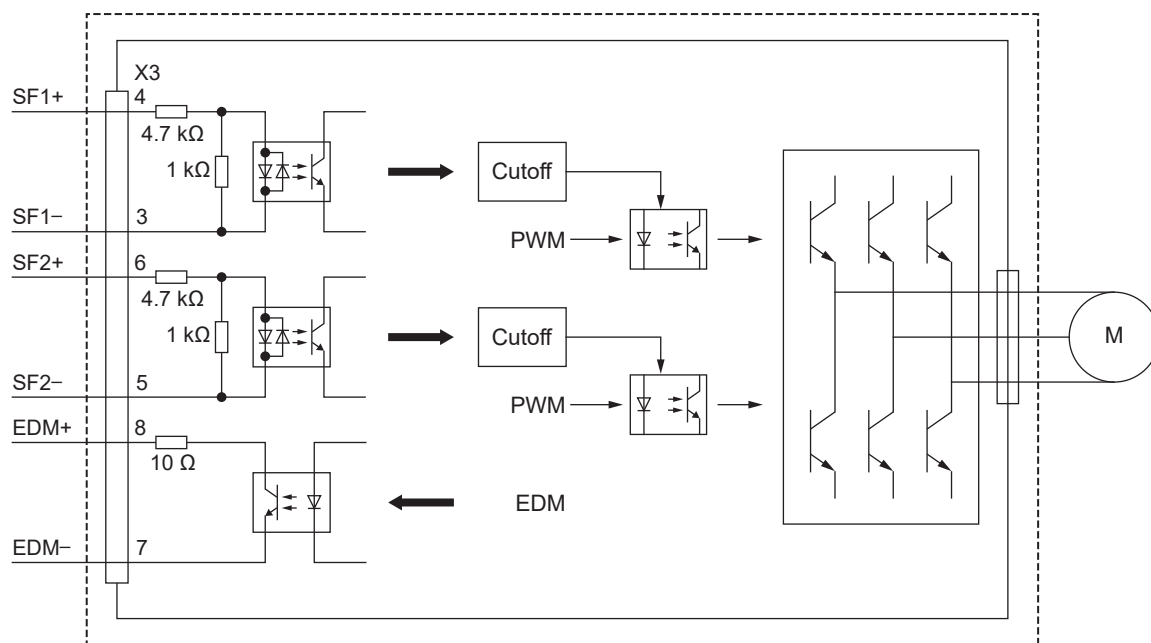 X3
SF1+
4
4.7 kΩ
1 kΩ
Cutoff
SF1–
3
PWM
SF2+
6
4.7 kΩ
1 kΩ
Cutoff
M
SF2–
5
PWM
EDM+
8
10 Ω
EDM
EDM–
7